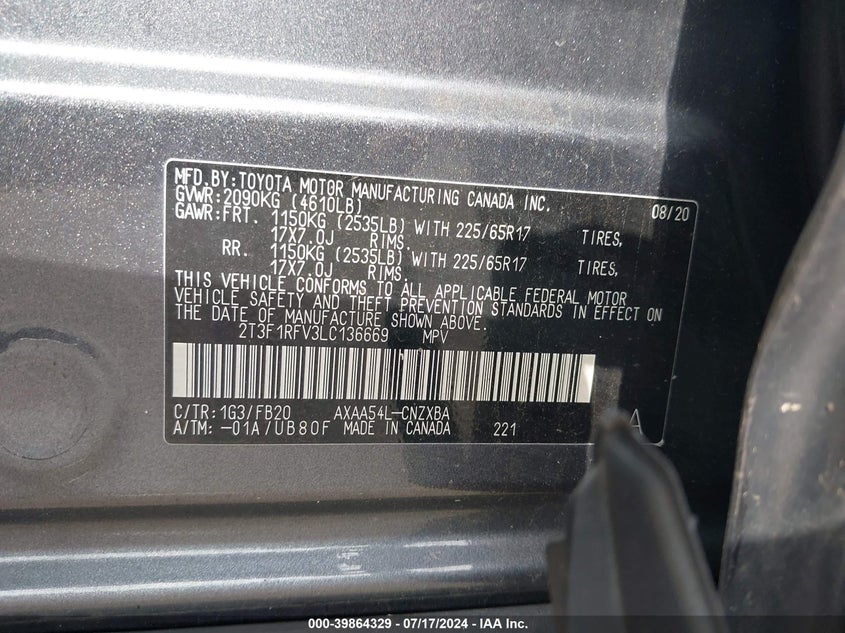 MFD.BY:TOYOTA MOTOR MANUFACTURING CANADA INC.
GVWR:2090KG (4610LB) 08/20
GAWR:FRT. 1150KG (2535LB) WITH 225/65R17 TIRES,
17X7.0J RIMS.
RR. 1150KG (2535LB) WITH 225/65R17 TIRES,
17X7.0J RIMS.
THIS VEHICLE CONFORMS TO ALL APPLICABLE FEDERAL MOTOR
VEHICLE SAFETY AND THEFT PREVENTION STANDARDS IN EFFECT ON
THE DATE OF MANUFACTURE SHOWN ABOVE.
2T3F1RFV3LC136669 MPV
C/TR:1G3/FB20 AXAA54L-CNZXBA
A/TM:-01A/UB80F MADE IN CANADA 221 A
000-39864329 - 07/17/2024 - IAA Inc.